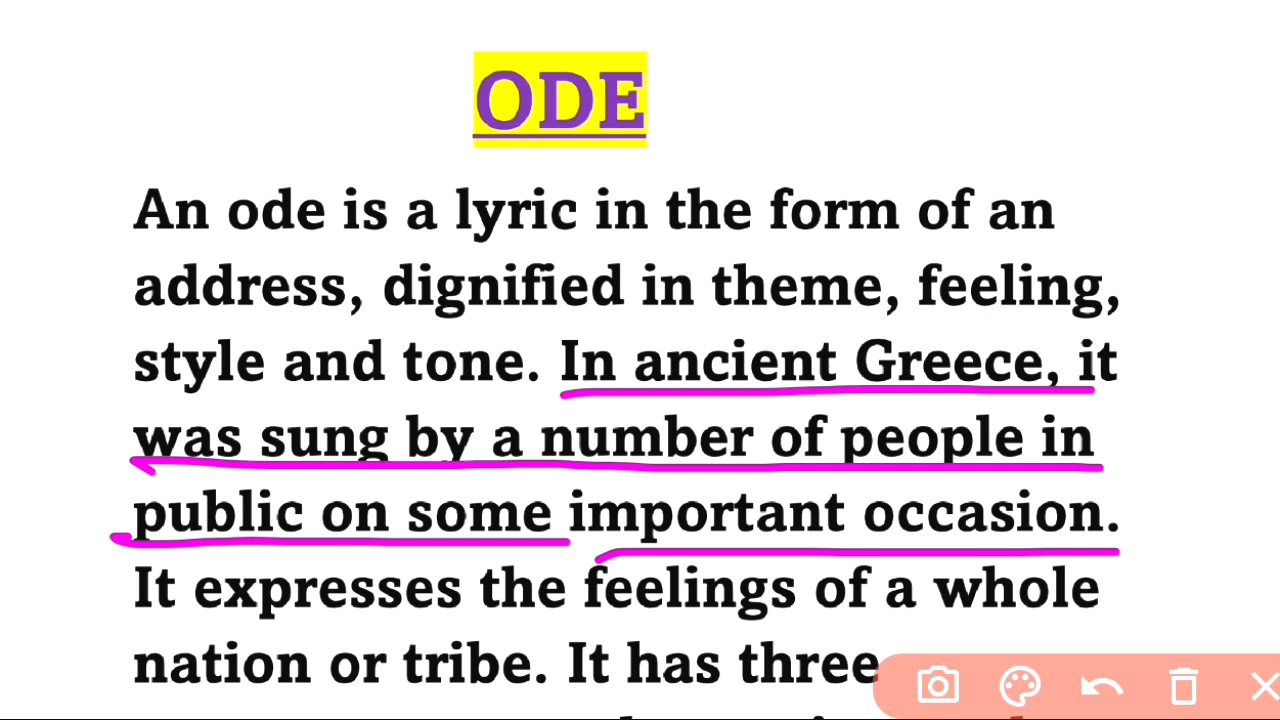 ODE
An ode is a lyric in the form of an
address, dignified in theme, feeling,
style and tone. In ancient Greece, it
was sung by a number of people in
public on some important occasion.
It expresses the feelings of a whole
nation or tribe. It has three